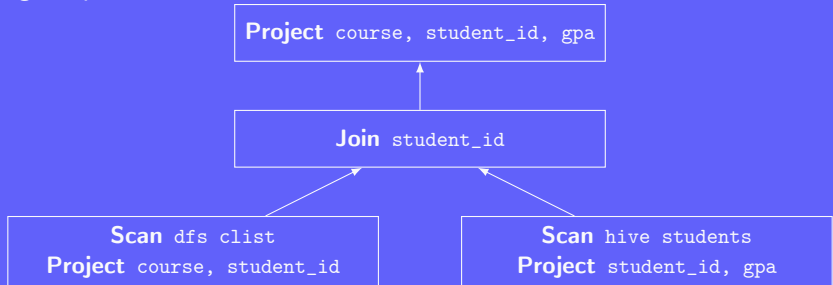 Project course, student_id, gpa
Join student_id
Scan dfs clist
Project course, student_id
Scan hive students
Project student_id, gpa